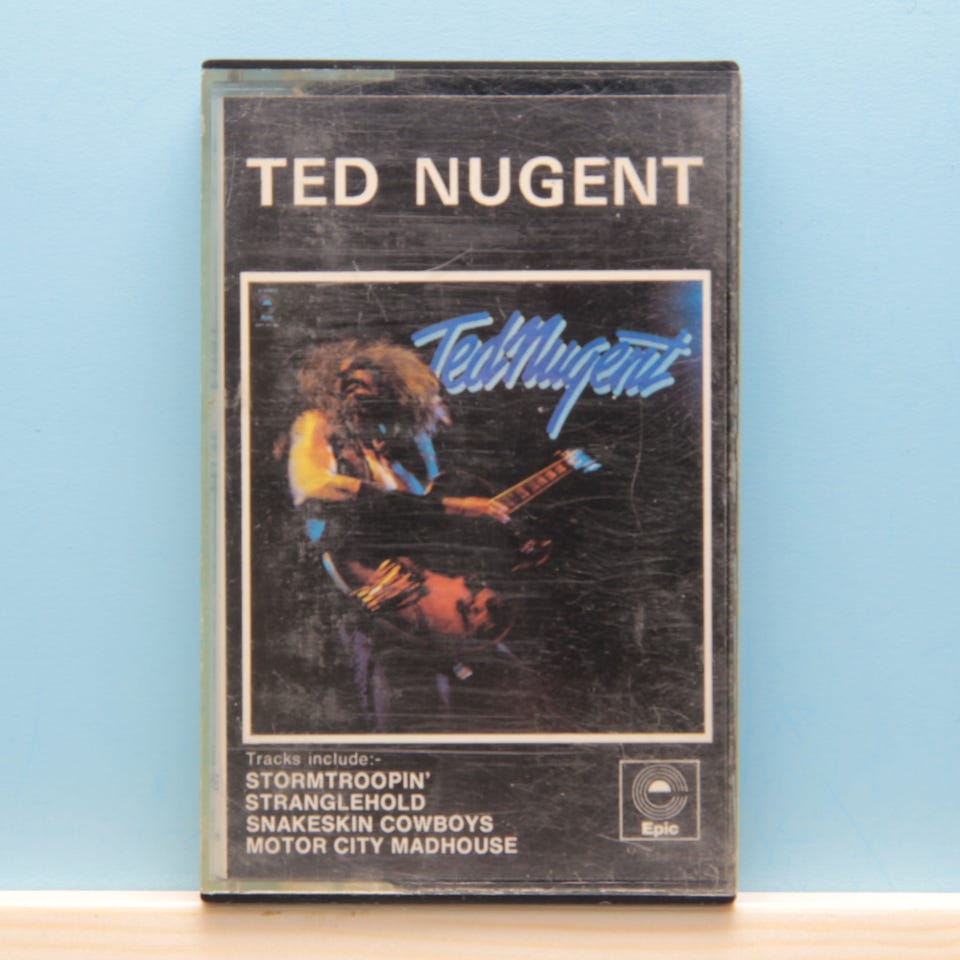 TED NUGENT
Ted Nugent
Tracks include:-
STORMTROOPIN'
STRANGLEHOLD
SNAKESKIN COWBOYS
MOTOR CITY MADHOUSE
Epic